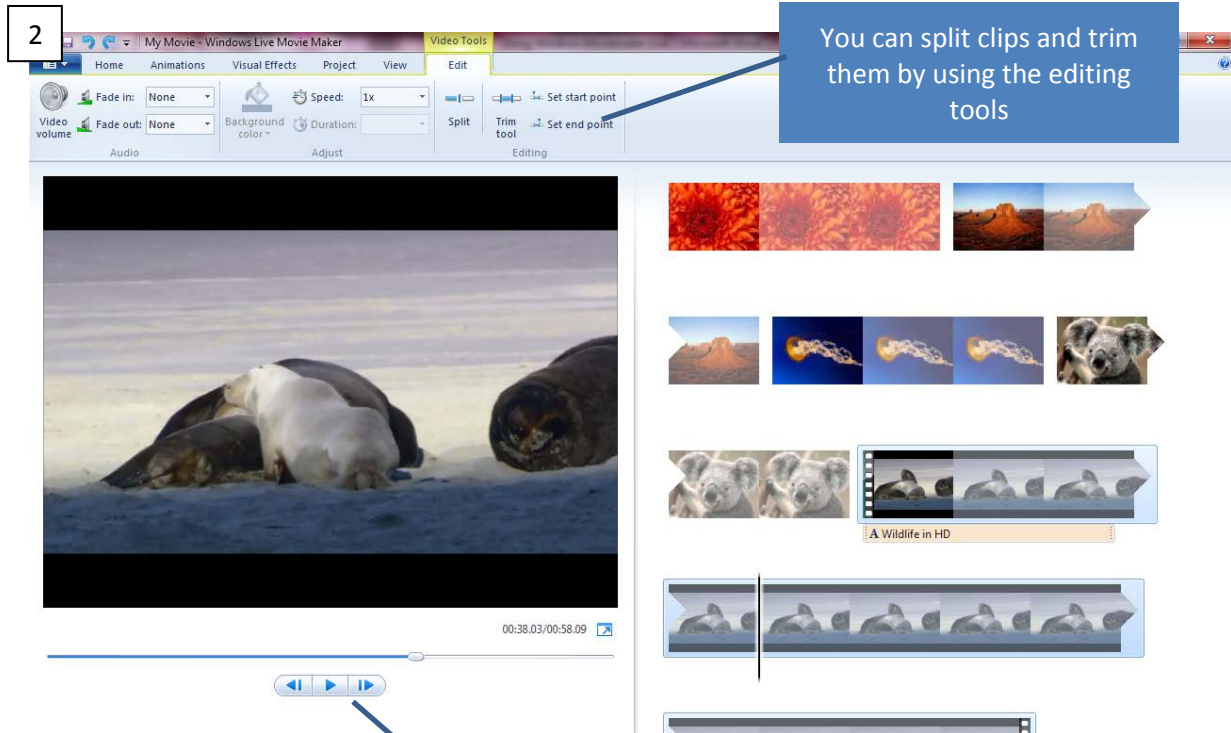 2
My Movie - Windows Live Movie Maker
Video Tools
Home Animations Visual Effects Project View Edit
You can split clips and trim
them by using the editing
tools
Video
volume
Fade in: None
Fade out: None
Audio
Background
color
Speed: 1x
Duration:
Adjust
Split
Trim
tool
Set start point
Set end point
Editing
A Wildlife in HD
00:38.03/00:58.09